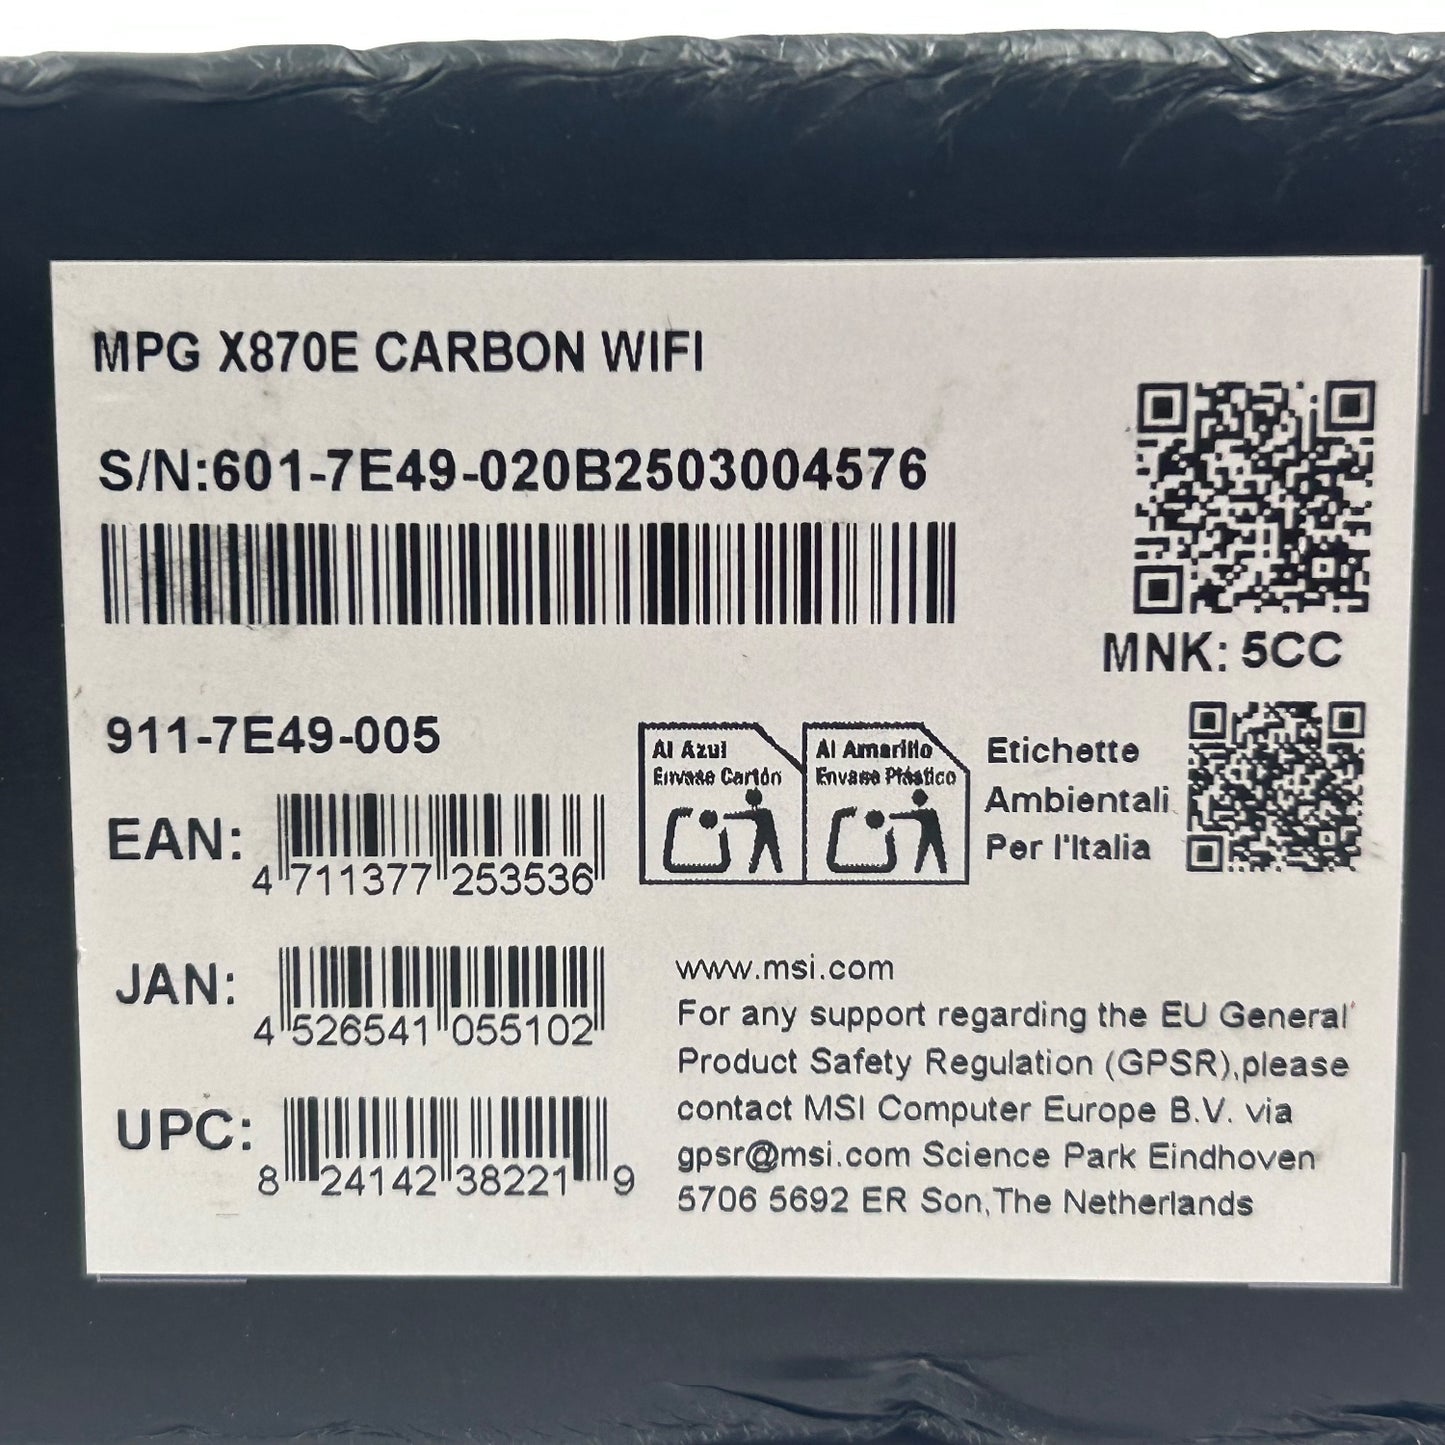 MPG X870E CARBON WIFI
S/N:601-7E49-020B2503004576
MNK: 5CC
911-7E49-005
Al Azul
Envase Cartón
Al Amarillo
Envase Plástico
Etichette
Ambientali
Per l'Italia
EAN:
4 711377 253536
JAN:
4 526541 055102
UPC:
8 24142 38221 9
www.msi.com
For any support regarding the EU General
Product Safety Regulation (GPSR),please
contact MSI Computer Europe B.V. via
gpsr@msi.com Science Park Eindhoven
5706 5692 ER Son,The Netherlands